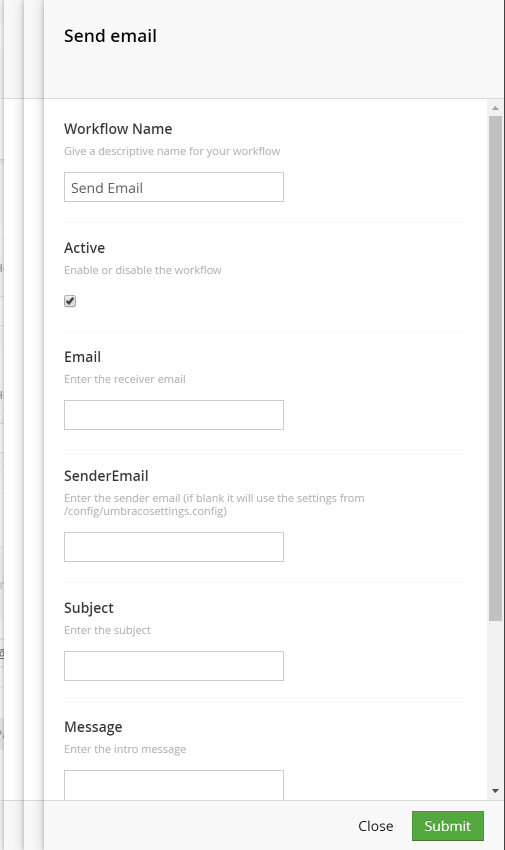 Send email
Workflow Name
Give a descriptive name for your workflow
Send Email
Active
Enable or disable the workflow
Email
Enter the receiver email
SenderEmail
Enter the sender email (if blank it will use the settings from
/config/umbracosettings.config)
Subject
Enter the subject
Message
Enter the intro message
Close
Submit